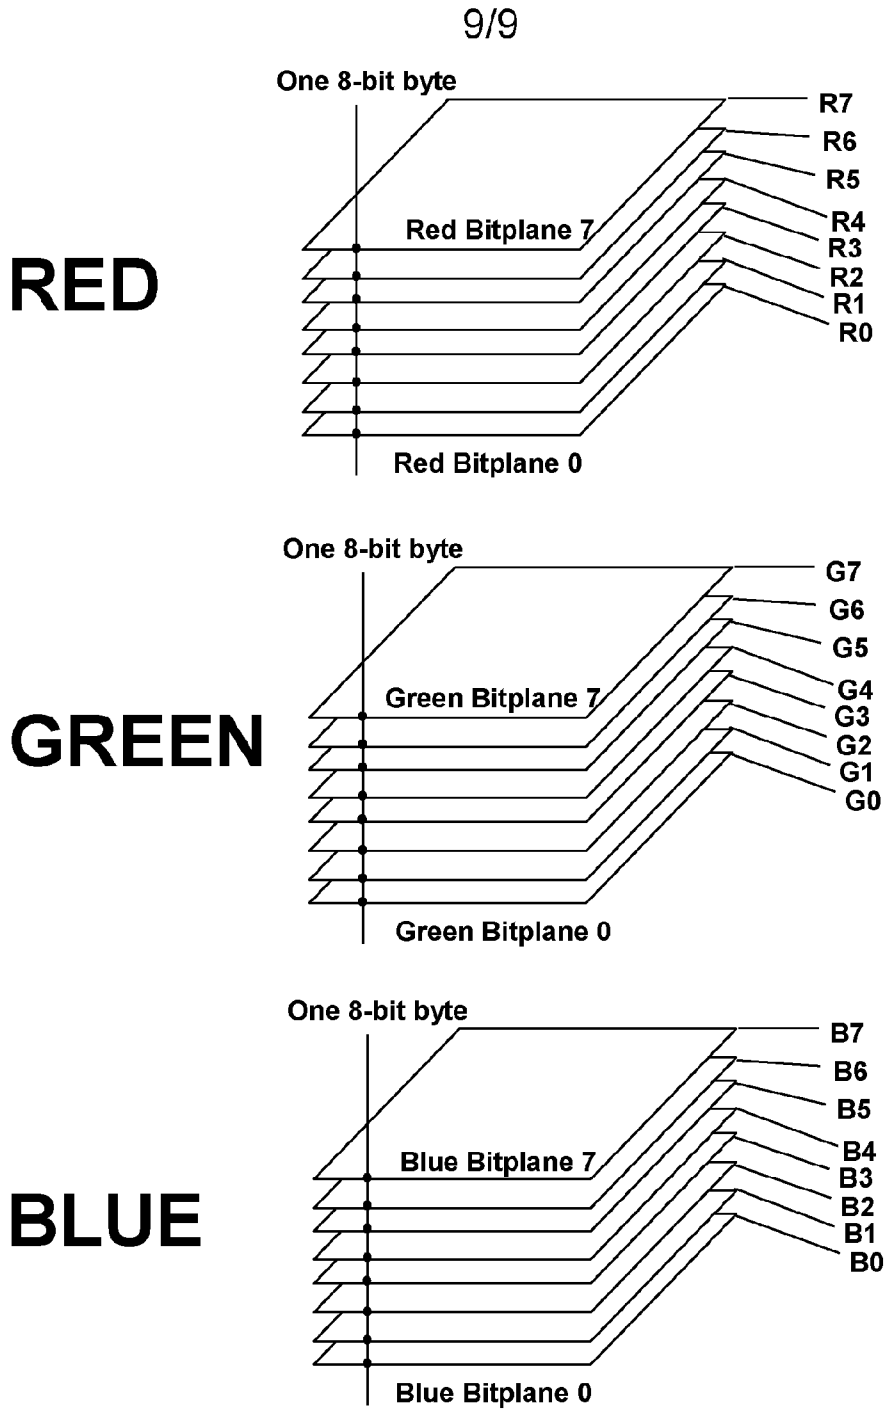 9/9
One 8-bit byte
R7
R6
R5
R4
R3
R2
R1
R0
Red Bitplane 7
RED
Red Bitplane 0
One 8-bit byte
G7
G6
G5
G4
G3
G2
G1
G0
Green Bitplane 7
GREEN
Green Bitplane 0
One 8-bit byte
B7
B6
B5
B4
B3
B2
B1
B0
Blue Bitplane 7
BLUE
Blue Bitplane 0